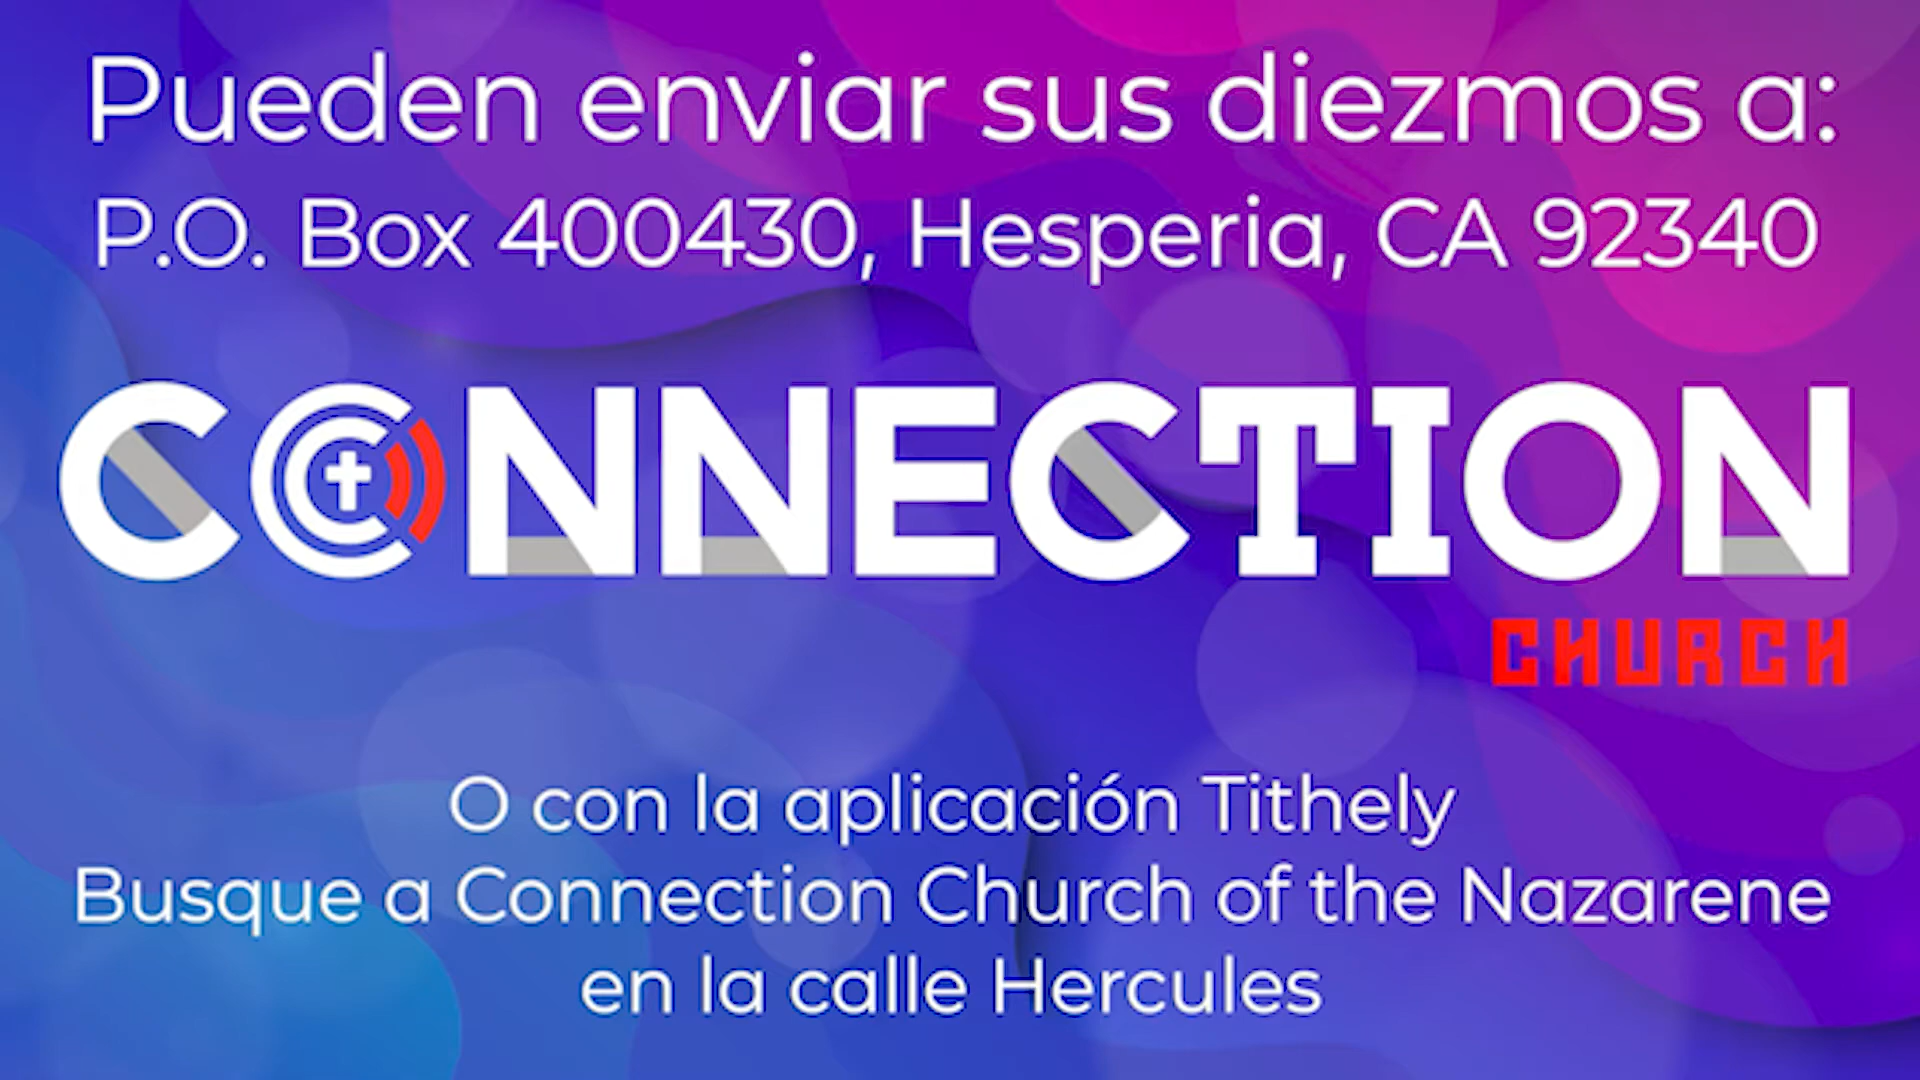 Pueden enviar sus diezmos a:
P.O. Box 400430, Hesperia, CA 92340
CONNECTION
CHURCH
O con la aplicación Tithely
Busque a Connection Church of the Nazarene
en la calle Hercules